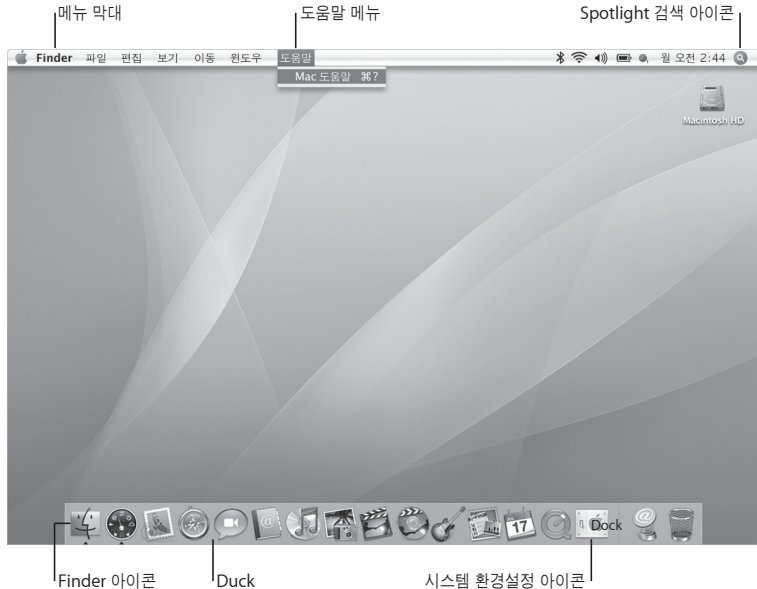 메뉴 막대
도움말 메뉴
Spotlight 검색 아이콘
Finder 파일 편집 보기 이동 윈도우 도움말 월 오전 2:44
Mac 도움말 ⌘?
Macintosh HD
17
Dock
Finder 아이콘
Duck
시스템 환경설정 아이콘